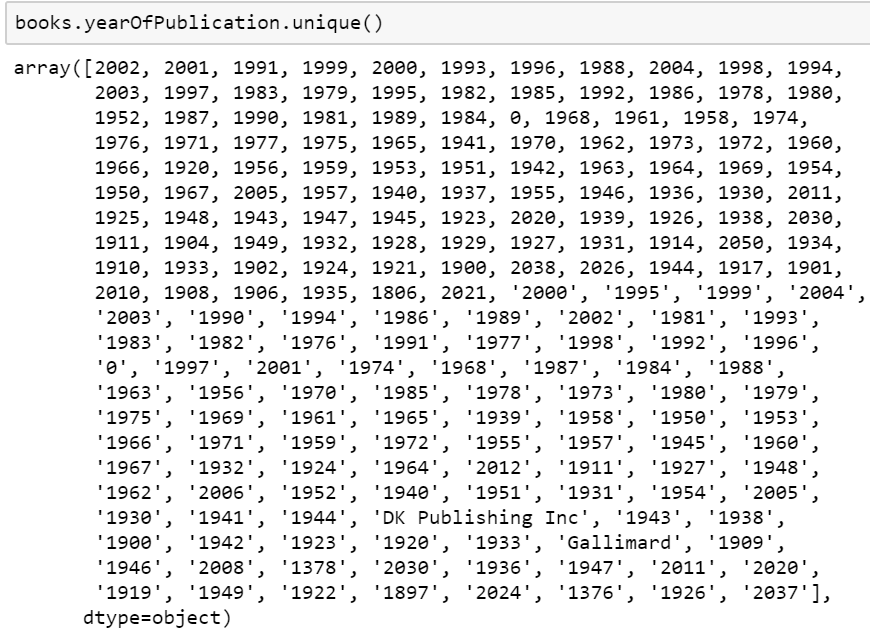 books.yearOfPublication.unique()
array([2002, 2001, 1991, 1999, 2000, 1993, 1996, 1988, 2004, 1998, 1994,
2003, 1997, 1983, 1979, 1995, 1982, 1985, 1992, 1986, 1978, 1980,
1952, 1987, 1990, 1981, 1989, 1984, 0, 1968, 1961, 1958, 1974,
1976, 1971, 1977, 1975, 1965, 1941, 1970, 1962, 1973, 1972, 1960,
1966, 1920, 1956, 1959, 1953, 1951, 1942, 1963, 1964, 1969, 1954,
1950, 1967, 2005, 1957, 1940, 1937, 1955, 1946, 1936, 1930, 2011,
1925, 1948, 1943, 1947, 1945, 1923, 2020, 1939, 1926, 1938, 2030,
1911, 1904, 1949, 1932, 1928, 1929, 1927, 1931, 1914, 2050, 1934,
1910, 1933, 1902, 1924, 1921, 1900, 2038, 2026, 1944, 1917, 1901,
2010, 1908, 1906, 1935, 1806, 2021, '2000', '1995', '1999', '2004',
'2003', '1990', '1994', '1986', '1989', '2002', '1981', '1993',
'1983', '1982', '1976', '1991', '1977', '1998', '1992', '1996',
'0', '1997', '2001', '1974', '1968', '1987', '1984', '1988',
'1963', '1956', '1970', '1985', '1978', '1973', '1980', '1979',
'1975', '1969', '1961', '1965', '1939', '1958', '1950', '1953',
'1966', '1971', '1959', '1972', '1955', '1957', '1945', '1960',
'1967', '1932', '1924', '1964', '2012', '1911', '1927', '1948',
'1962', '2006', '1952', '1940', '1951', '1931', '1954', '2005',
'1930', '1941', '1944', 'DK Publishing Inc', '1943', '1938',
'1900', '1942', '1923', '1920', '1933', 'Gallimard', '1909',
'1946', '2008', '1378', '2030', '1936', '1947', '2011', '2020',
'1919', '1949', '1922', '1897', '2024', '1376', '1926', '2037'],
dtype=object)